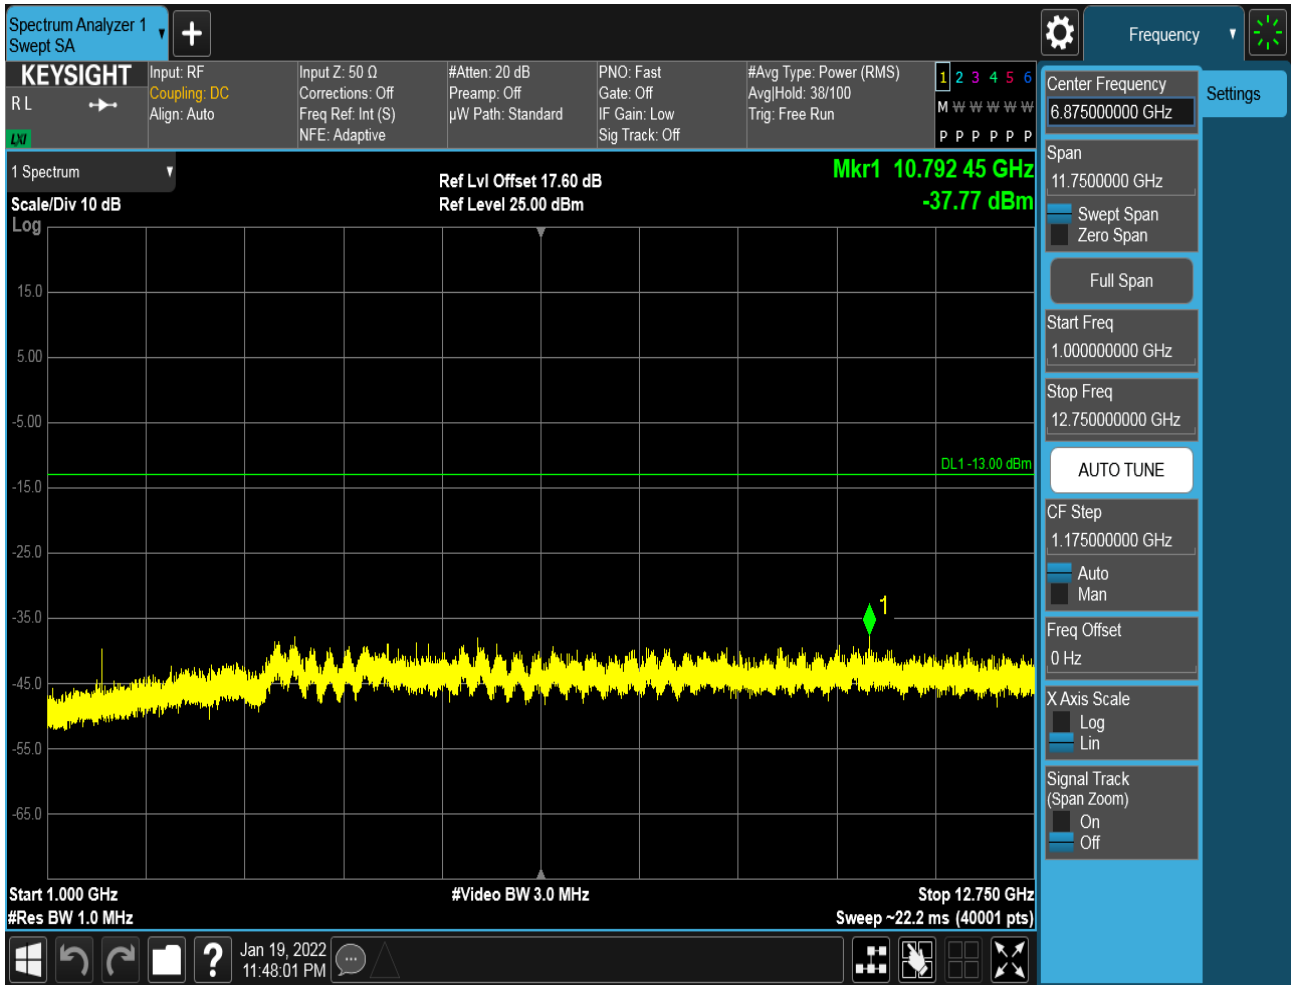 Spectrum Analyzer 1
Swept SA
Frequency
KEYSIGHT
R L
LXI
Input: RF
Coupling: DC
Align: Auto
Input Z: 50 Ω
Corrections: Off
Freq Ref: Int (S)
NFE: Adaptive
#Atten: 20 dB
Preamp: Off
µW Path: Standard
PNO: Fast
Gate: Off
IF Gain: Low
Sig Track: Off
#Avg Type: Power (RMS)
Avg|Hold: 38/100
Trig: Free Run
1 2 3 4 5 6
M W W W W W
P P P P P P
1 Spectrum
Scale/Div 10 dB
Log
Ref Lvl Offset 17.60 dB
Ref Level 25.00 dBm
Mkr1 10.792 45 GHz
-37.77 dBm
15.0
5.00
-5.00
DL1 -13.00 dBm
-15.0
-25.0
-35.0
1
-45.0
-55.0
-65.0
Start 1.000 GHz
#Res BW 1.0 MHz
#Video BW 3.0 MHz
Stop 12.750 GHz
Sweep ~22.2 ms (40001 pts)
Jan 19, 2022
11:48:01 PM
Center Frequency
6.875000000 GHz
Settings
Span
11.7500000 GHz
Swept Span
Zero Span
Full Span
Start Freq
1.000000000 GHz
Stop Freq
12.750000000 GHz
AUTO TUNE
CF Step
1.175000000 GHz
Auto
Man
Freq Offset
0 Hz
X Axis Scale
Log
Lin
Signal Track
(Span Zoom)
On
Off